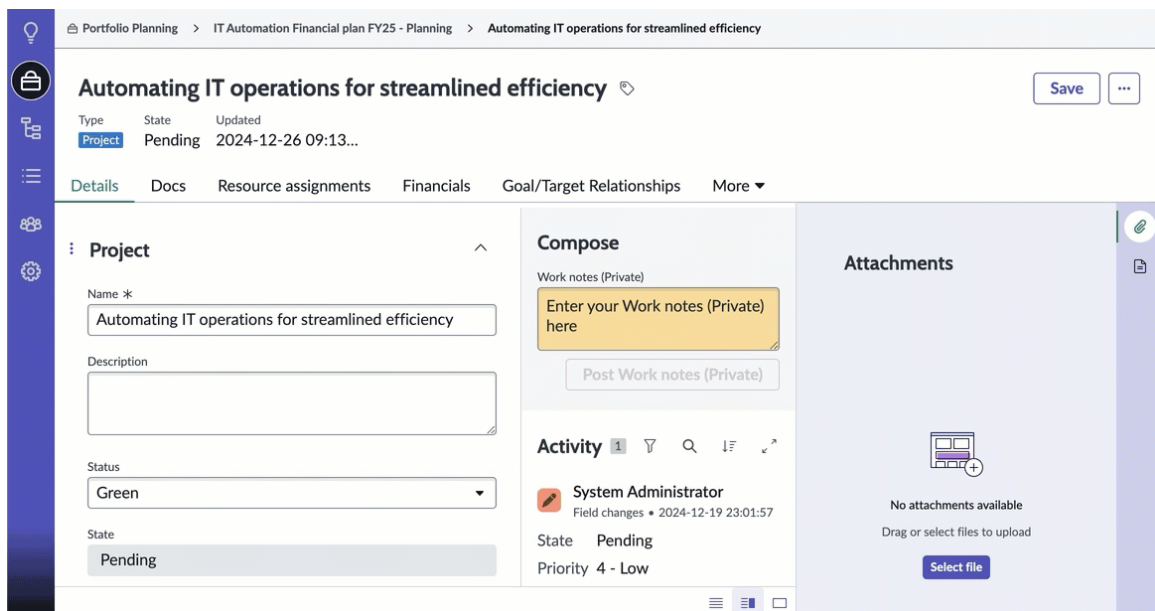 Portfolio Planning > IT Automation Financial plan FY25 - Planning > Automating IT operations for streamlined efficiency
Automating IT operations for streamlined efficiency
Save ...
Type State Updated
Project Pending 2024-12-26 09:13...
Details Docs Resource assignments Financials Goal/Target Relationships More
Project
Name *
Automating IT operations for streamlined efficiency
Description
Status
Green
State
Pending
Compose
Work notes (Private)
Enter your Work notes (Private)
here
Post Work notes (Private)
Activity 1
System Administrator
Field changes • 2024-12-19 23:01:57
State Pending
Priority 4 - Low
Attachments
No attachments available
Drag or select files to upload
Select file